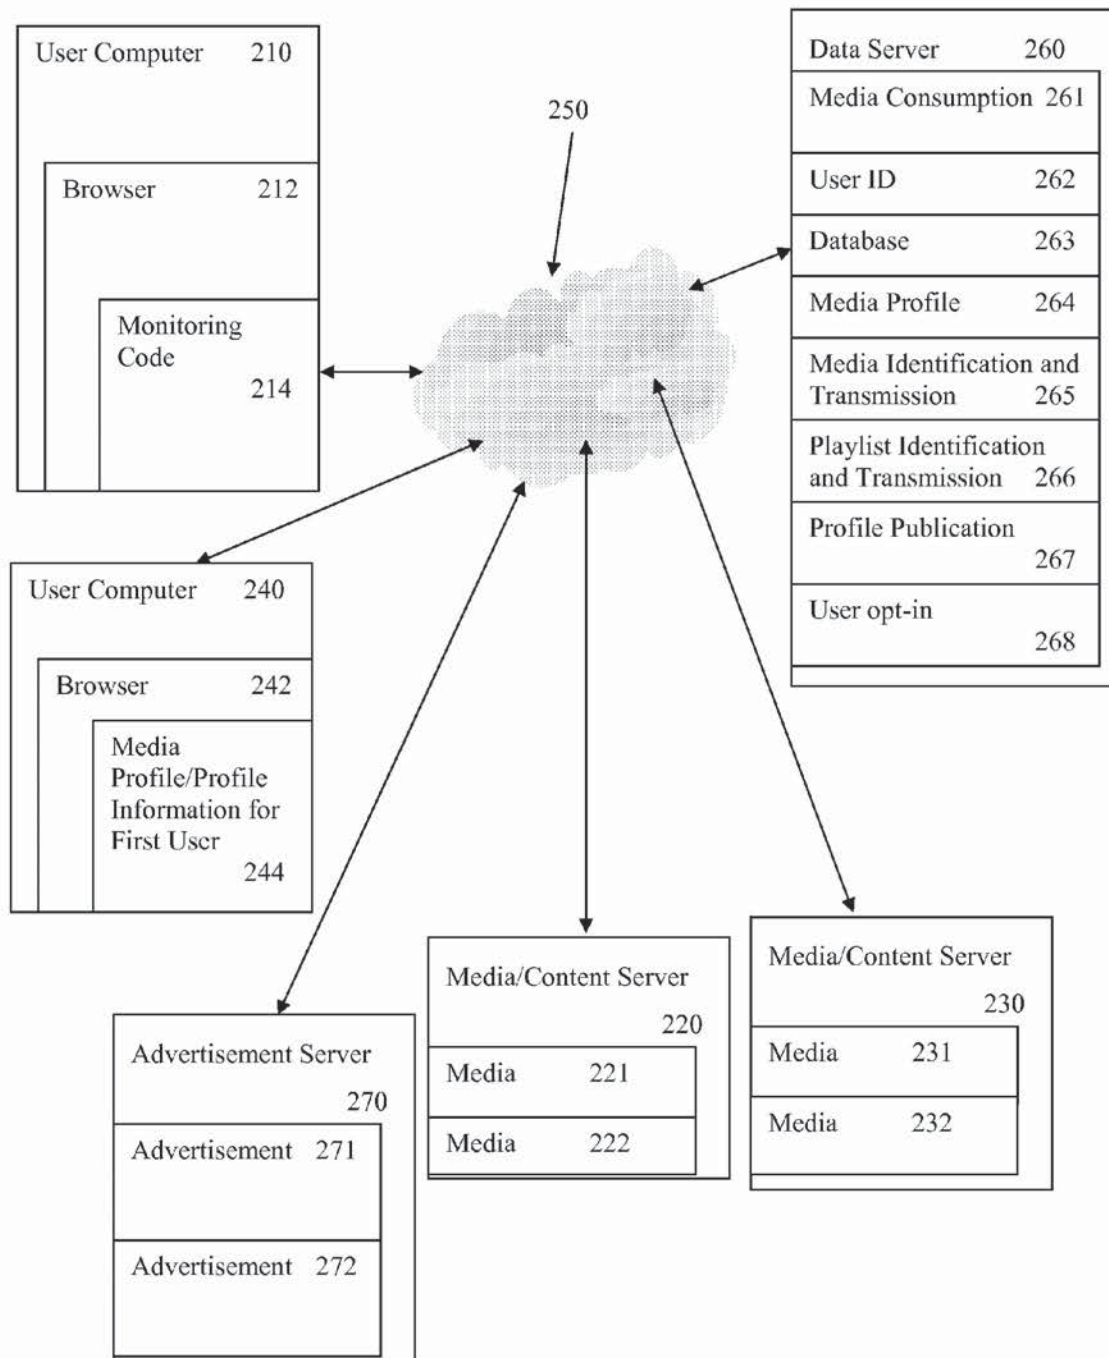 User Computer 210
Browser 212
Monitoring
Code
214
250
Data Server 260
Media Consumption 261
User ID 262
Database 263
Media Profile 264
Media Identification and
Transmission 265
Playlist Identification
and Transmission 266
Profile Publication
267
User opt-in
268
User Computer 240
Browser 242
Media
Profile/Profile
Information for
First User
244
Advertisement Server
270
Advertisement 271
Advertisement 272
Media/Content Server
220
Media 221
Media 222
Media/Content Server
230
Media 231
Media 232